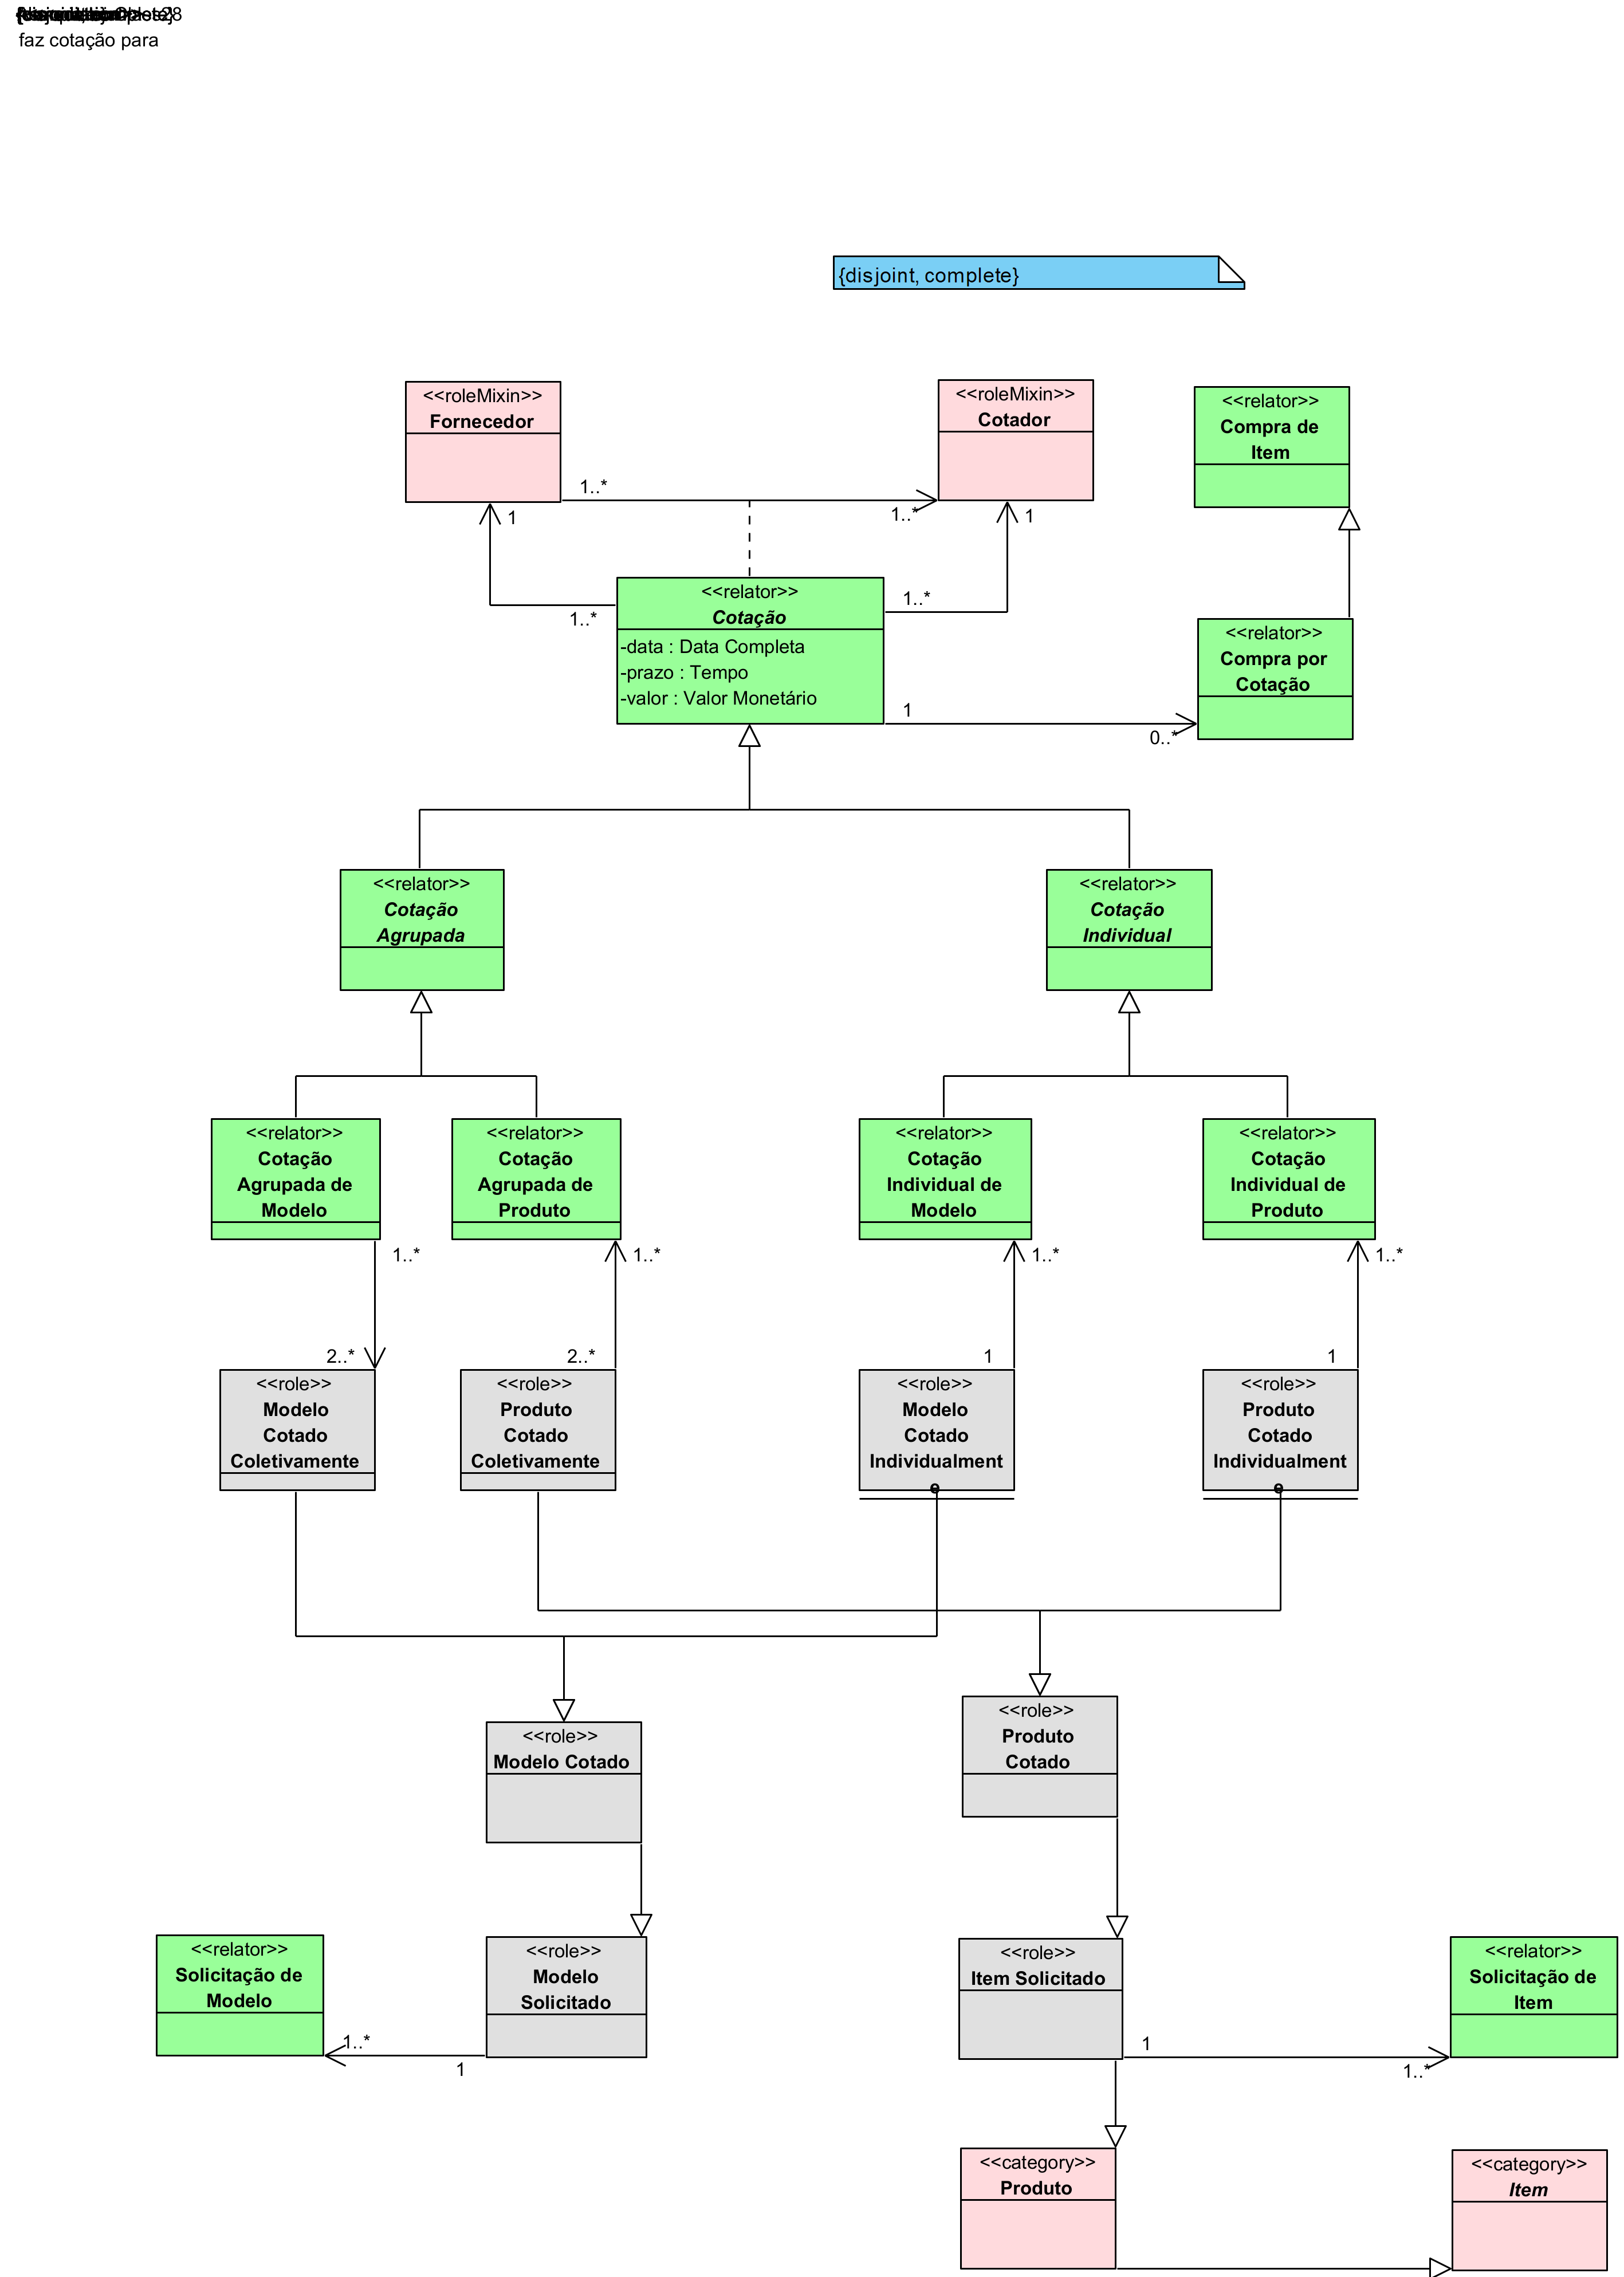 faz cotação para
{disjoint, complete}
<<roleMixin>>
Fornecedor
<<roleMixin>>
Cotador
<<relator>>
Compra de
Item
1..*
1..*
1
1
<<relator>>
Cotação
-data : Data Completa
-prazo : Tempo
-valor : Valor Monetário
1..*
1..*
<<relator>>
Compra por
Cotação
1
0..*
<<relator>>
Cotação
Agrupada
<<relator>>
Cotação
Individual
<<relator>>
Cotação
Agrupada de
Modelo
<<relator>>
Cotação
Agrupada de
Produto
<<relator>>
Cotação
Individual de
Modelo
<<relator>>
Cotação
Individual de
Produto
1..*
1..*
1..*
1..*
2..*
2..*
1
1
<<role>>
Modelo
Cotado
Coletivamente
<<role>>
Produto
Cotado
Coletivamente
<<role>>
Modelo
Cotado
Individualment
e
<<role>>
Produto
Cotado
Individualment
e
<<role>>
Modelo Cotado
<<role>>
Produto
Cotado
<<relator>>
Solicitação de
Modelo
<<role>>
Modelo
Solicitado
<<role>>
Item Solicitado
<<relator>>
Solicitação de
Item
1..*
1
1
1..*
<<category>>
Produto
<<category>>
Item